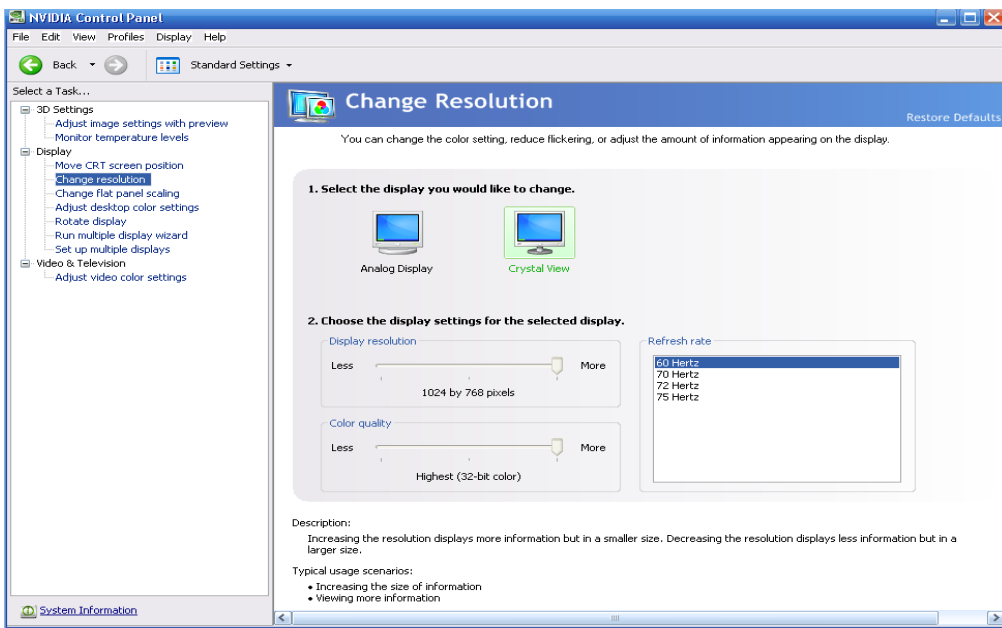 NVIDIA Control Panel
File Edit View Profiles Display Help
Back
Standard Settings
Select a Task...
3D Settings
Adjust image settings with preview
Monitor temperature levels
Display
Move CRT screen position
Change resolution
Change flat panel scaling
Adjust desktop color settings
Rotate display
Run multiple display wizard
Set up multiple displays
Video & Television
Adjust video color settings
System Information
Change Resolution
Restore Defaults
You can change the color setting, reduce flickering, or adjust the amount of information appearing on the display.
1. Select the display you would like to change.
Analog Display
Crystal View
2. Choose the display settings for the selected display.
Display resolution
Less
More
1024 by 768 pixels
Color quality
Less
More
Highest (32-bit color)
Refresh rate
60 Hertz
70 Hertz
72 Hertz
75 Hertz
Description:
Increasing the resolution displays more information but in a smaller size. Decreasing the resolution displays less information but in a
larger size.
Typical usage scenarios:
• Increasing the size of information
• Viewing more information